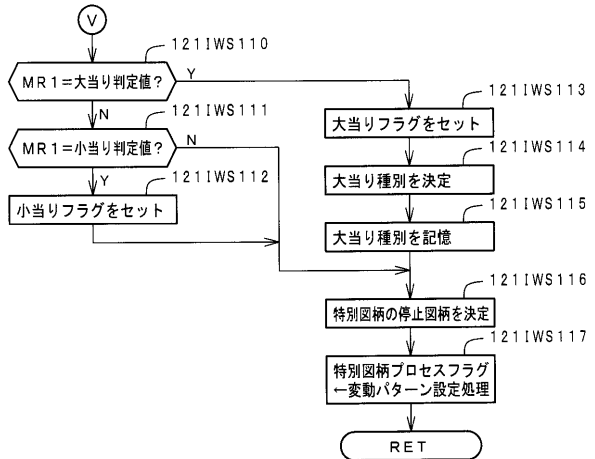 V
121IWS110
MR1=大当り判定値?
Y
N
121IWS111
MR1=小当り判定値?
N
Y
121IWS112
小当りフラグをセット
121IWS113
大当りフラグをセット
121IWS114
大当り種別を決定
121IWS115
大当り種別を記憶
121IWS116
特別図柄の停止図柄を決定
121IWS117
特別図柄プロセスフラグ
←変動パターン設定処理
RET